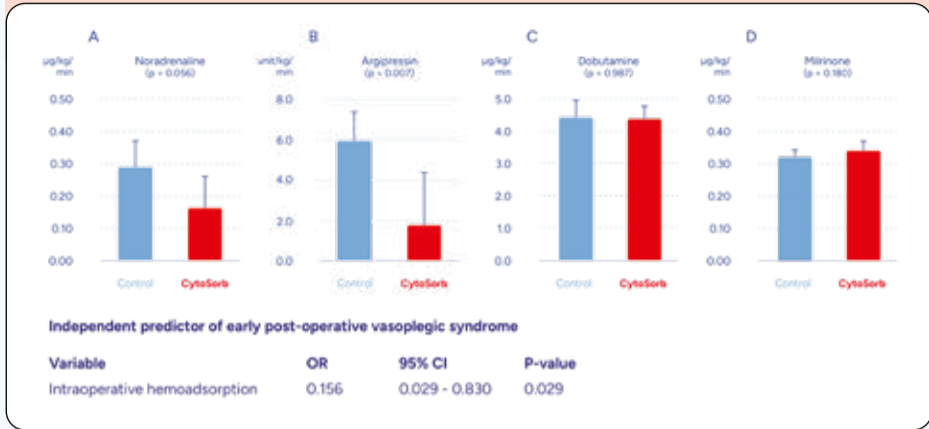 A B C D
µg/kg/ Noradrenaline unit/kg/ Argipressin µg/kg/ Dobutamine µg/kg/ Milrinone
min (p = 0.056) min (p = 0.007) min (p = 0.987) min (p = 0.180)
0.50 8.0 5.0 0.50
0.40 6.0 4.0 0.40
0.30 4.0 3.0 0.30
0.20 2.0 2.0 0.20
0.10 1.0 0.10
0.00 0.0 0.0 0.00
Control CytoSorb Control CytoSorb Control CytoSorb Control CytoSorb
Independent predictor of early post-operative vasoplegic syndrome
Variable OR 95% CI P-value
Intraoperative hemoadsorption 0.156 0.029 - 0.830 0.029